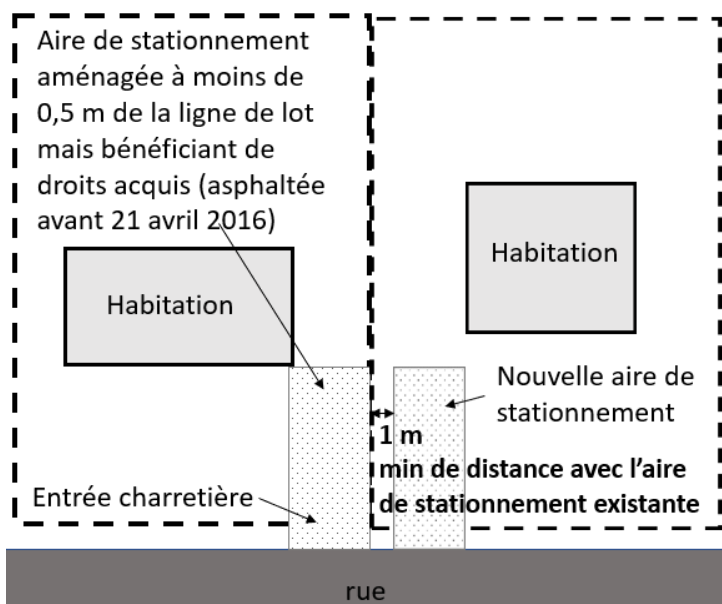 Aire de stationnement
aménagée à moins de
0,5 m de la ligne de lot
mais bénéficiant de
droits acquis (asphaltée
avant 21 avril 2016)
Habitation
Habitation
Nouvelle aire de
stationnement
1 m
min de distance avec l’aire
de stationnement existante
Entrée charretière
rue